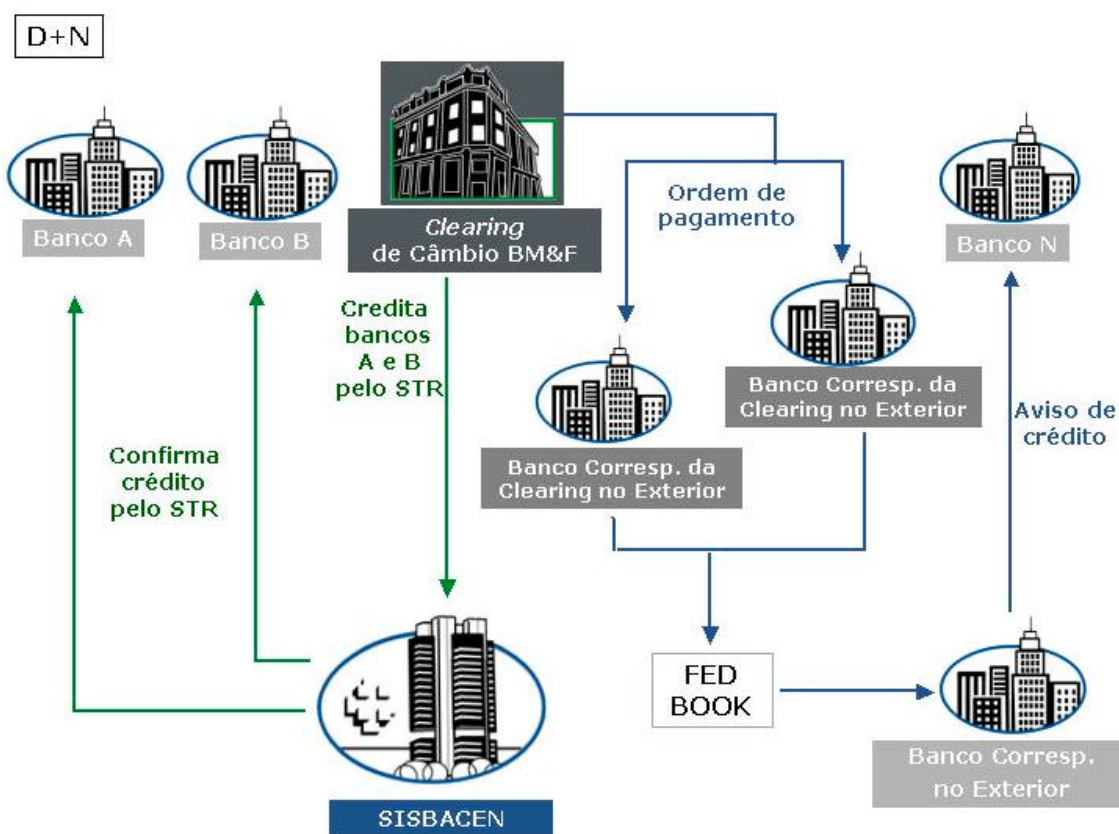 D+N
Banco A
Banco B
Clearing
de Câmbio BM&F
Ordem de
pagamento
Banco N
Credita
bancos
A e B
pelo STR
Banco Corresp. da
Clearing no Exterior
Aviso de
crédito
Banco Corresp. da
Clearing no Exterior
Confirma
crédito
pelo STR
FED
BOOK
Banco Corresp.
no Exterior
SISBACEN